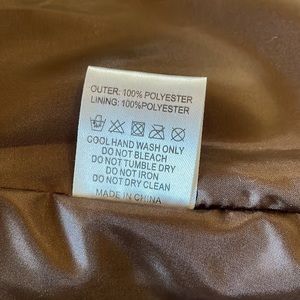 OUTER: 100% POLYESTER
LINING: 100%POLYESTER
COOL HAND WASH ONLY
DO NOT BLEACH
DO NOT TUMBLE DRY
DO NOT IRON
DO NOT DRY CLEAN
MADE IN CHINA